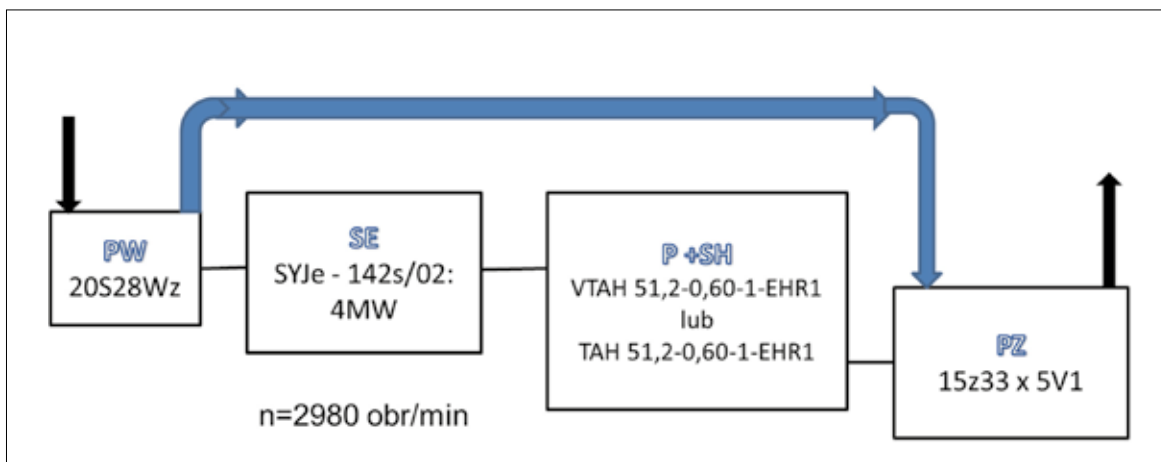 PW
20S28Wz
SE
SYJe - 142s/02:
4MW
n=2980 obr/min
P +SH
VTAH 51,2-0,60-1-EHR1
lub
TAH 51,2-0,60-1-EHR1
PZ
15z33 x 5V1